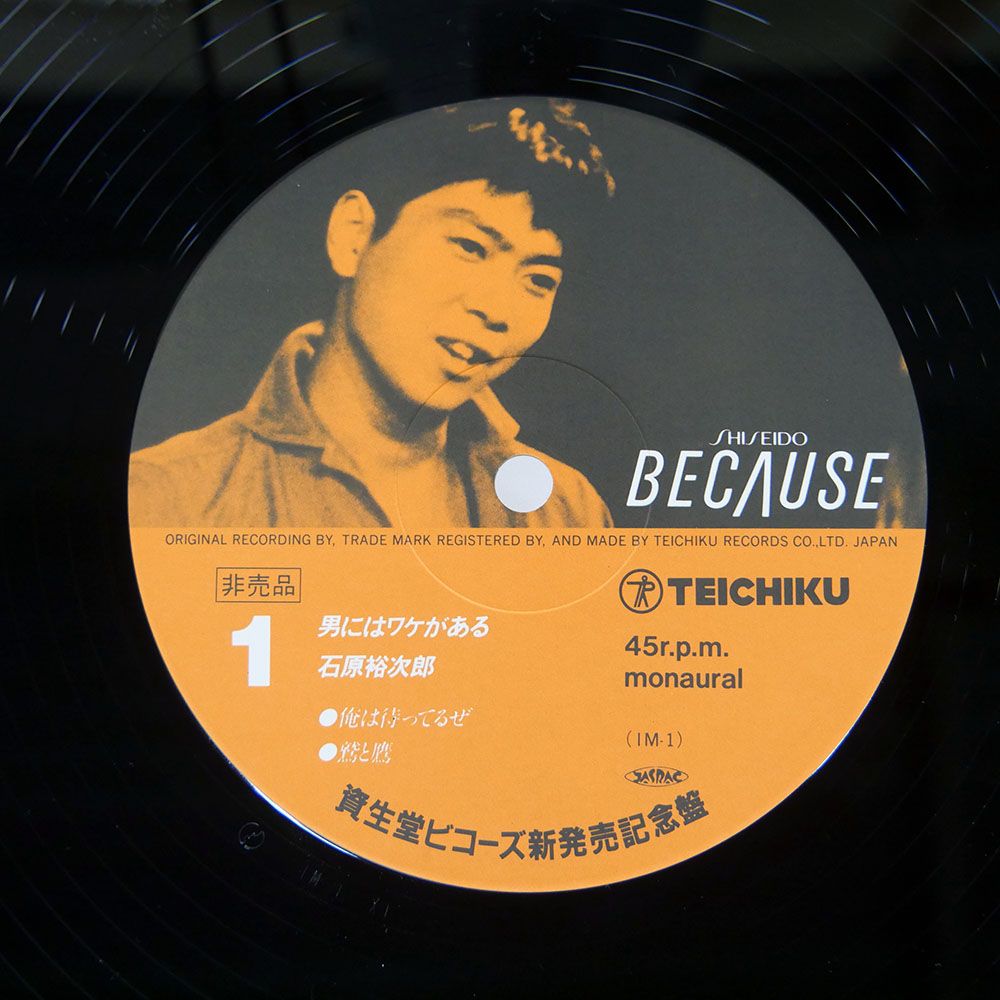 SHISEIDO
BECAUSE
ORIGINAL RECORDING BY, TRADE MARK REGISTERED BY, AND MADE BY TEICHIKU RECORDS CO.,LTD. JAPAN
非売品
TEICHIKU
1
男にはワケがある
石原裕次郎
45r.p.m.
monaural
●俺は待ってるぜ
●鷲と鷹
(IM-1)
JASRAC
資生堂ビコーズ新発売記念盤